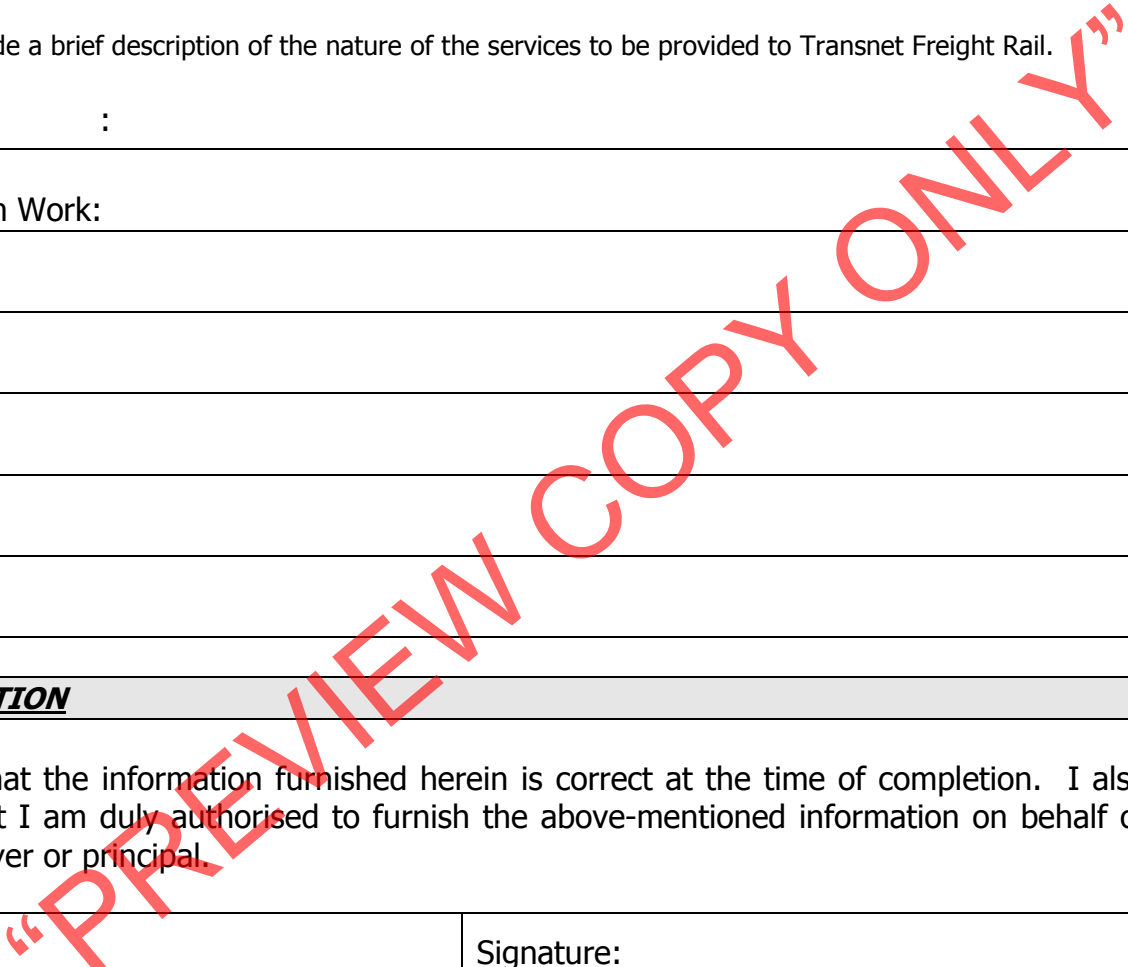 de a brief description of the nature of the services to be provided to Transnet Freight Rail.
:
n Work:
TION
hat the information furnished herein is correct at the time of completion. I als
t I am duly authorised to furnish the above-mentioned information on behalf o
yer or principal.
Signature:
“PREVIEW COPY ONLY”